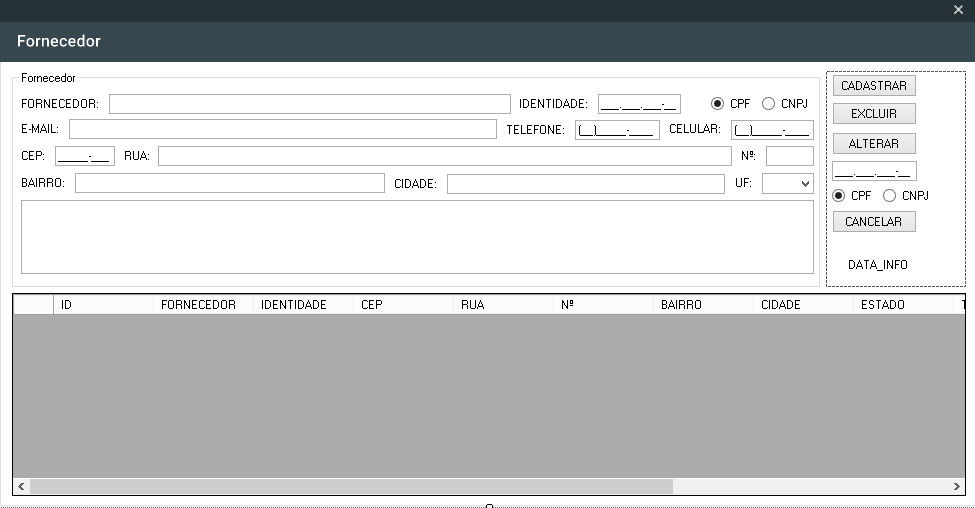 Fornecedor
Fornecedor
FORNECEDOR: IDENTIDADE: ___.___.___-__ CPF CNPJ
E-MAIL: TELEFONE: (__)_____-____ CELULAR: (__)_____-____
CEP: _____-___ RUA: Nº:
BAIRRO: CIDADE: UF:
CADASTRAR
EXCLUIR
ALTERAR
___.___.___-__
CPF CNPJ
CANCELAR
DATA_INFO
ID FORNECEDOR IDENTIDADE CEP RUA Nº BAIRRO CIDADE ESTADO